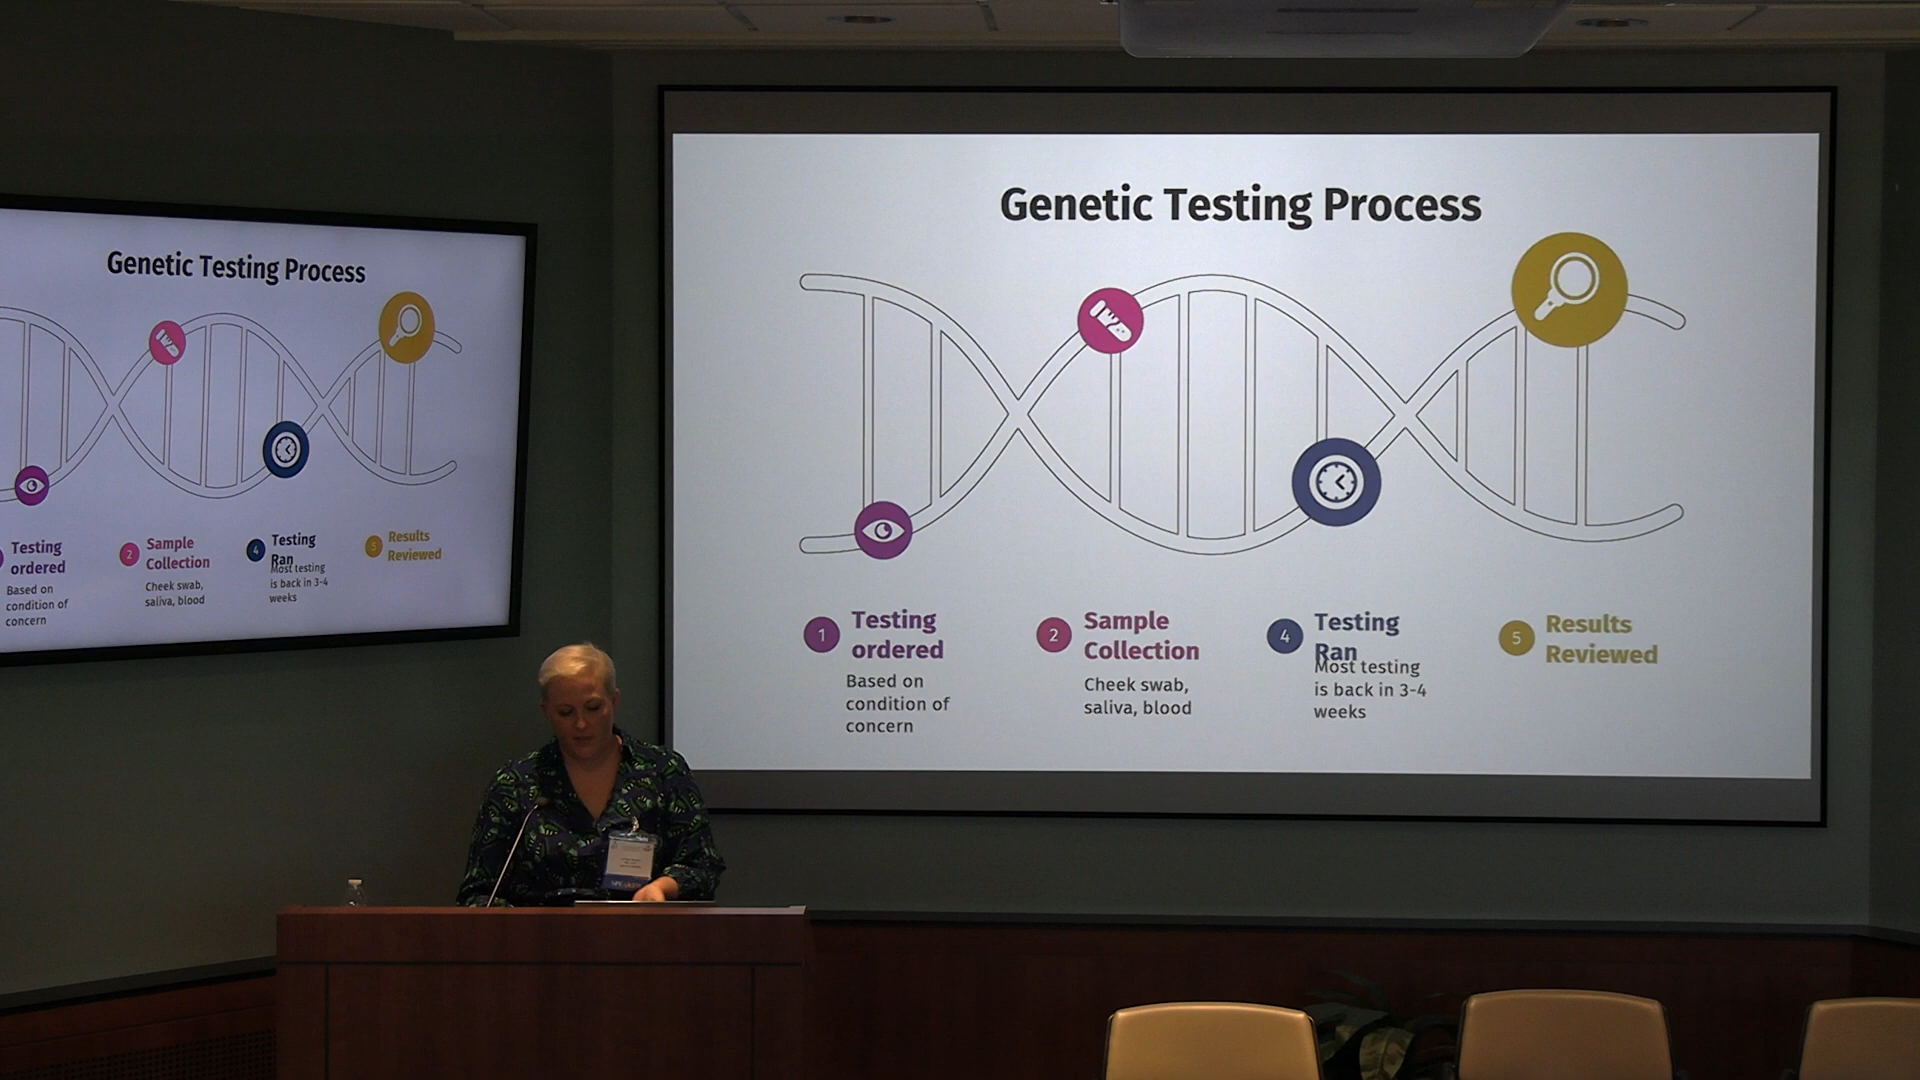 Genetic Testing Process
Testing
ordered
Based on
condition of
concern
2
Sample
Collection
Cheek swab,
saliva, blood
4
Testing
Ran
Most testing
is back in 3-4
weeks
5
Results
Reviewed
Genetic Testing Process
1
Testing
ordered
Based on
condition of
concern
2
Sample
Collection
Cheek swab,
saliva, blood
4
Testing
Ran
Most testing
is back in 3-4
weeks
5
Results
Reviewed